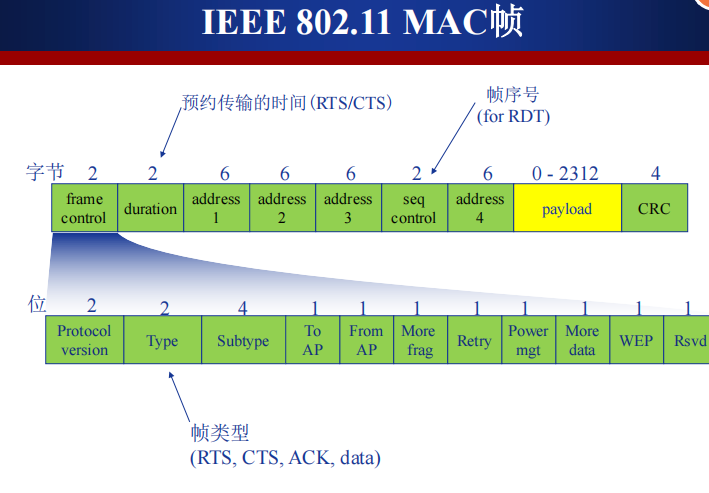 IEEE 802.11 MAC帧
预约传输的时间(RTS/CTS)
帧序号
(for RDT)
字节 2 2 6 6 6 2 6 0 - 2312 4
frame control duration address 1 address 2 address 3 seq control address 4 payload CRC
位 2 2 4 1 1 1 1 1 1 1 1
Protocol version Type Subtype To AP From AP More frag Retry Power mgt More data WEP Rsvd
帧类型
(RTS, CTS, ACK, data)